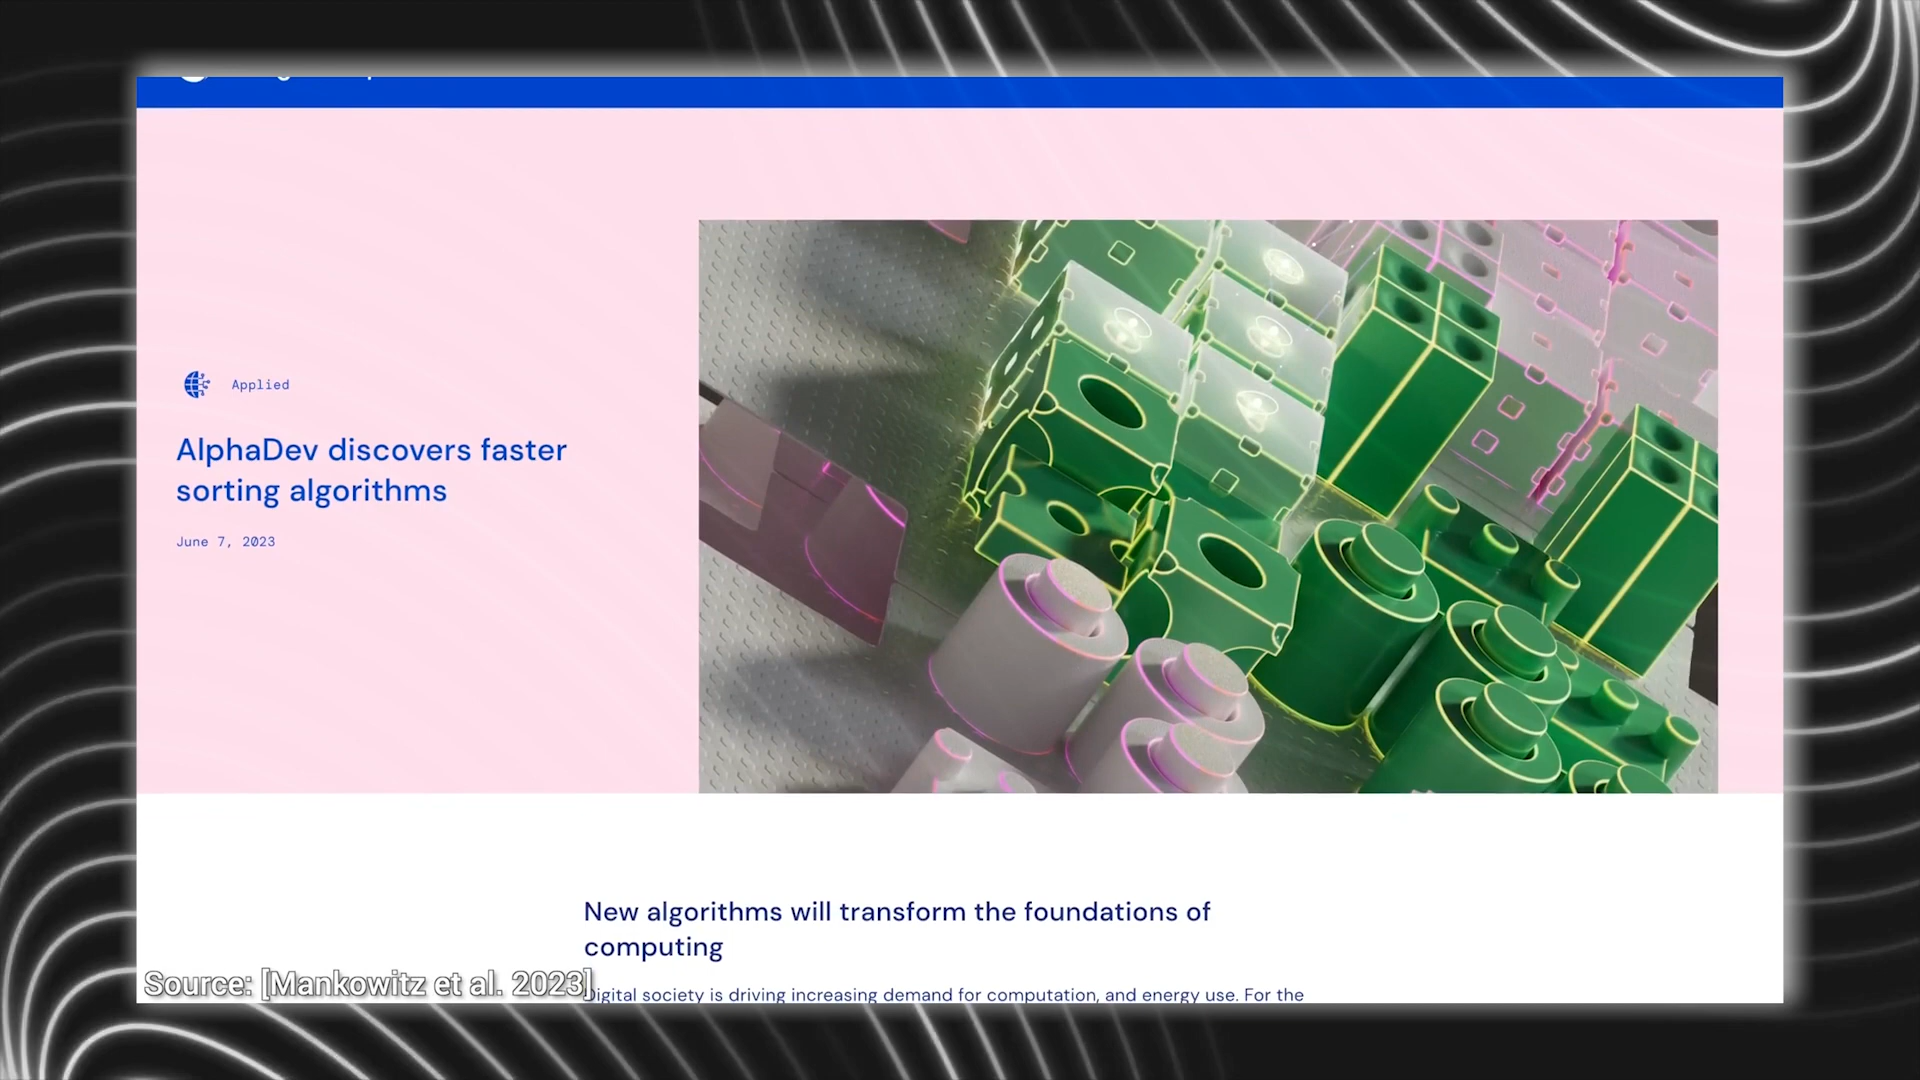 Applied
AlphaDev discovers faster
sorting algorithms
June 7, 2023
New algorithms will transform the foundations of
computing
Source: [Mankowitz et al. 2023]
Digital society is driving increasing demand for computation, and energy use. For the